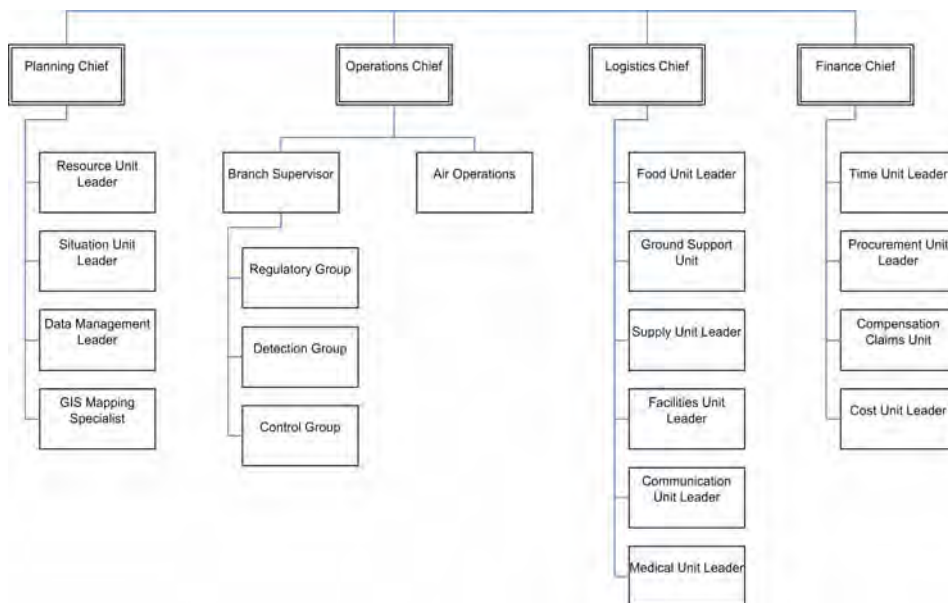 Planning Chief
Operations Chief
Logistics Chief
Finance Chief
Resource Unit
Leader
Situation Unit
Leader
Data Management
Leader
GIS Mapping
Specialist
Branch Supervisor
Air Operations
Regulatory Group
Detection Group
Control Group
Food Unit Leader
Ground Support
Unit
Supply Unit Leader
Facilities Unit
Leader
Communication
Unit Leader
Medical Unit Leader
Time Unit Leader
Procurement Unit
Leader
Compensation
Claims Unit
Cost Unit Leader